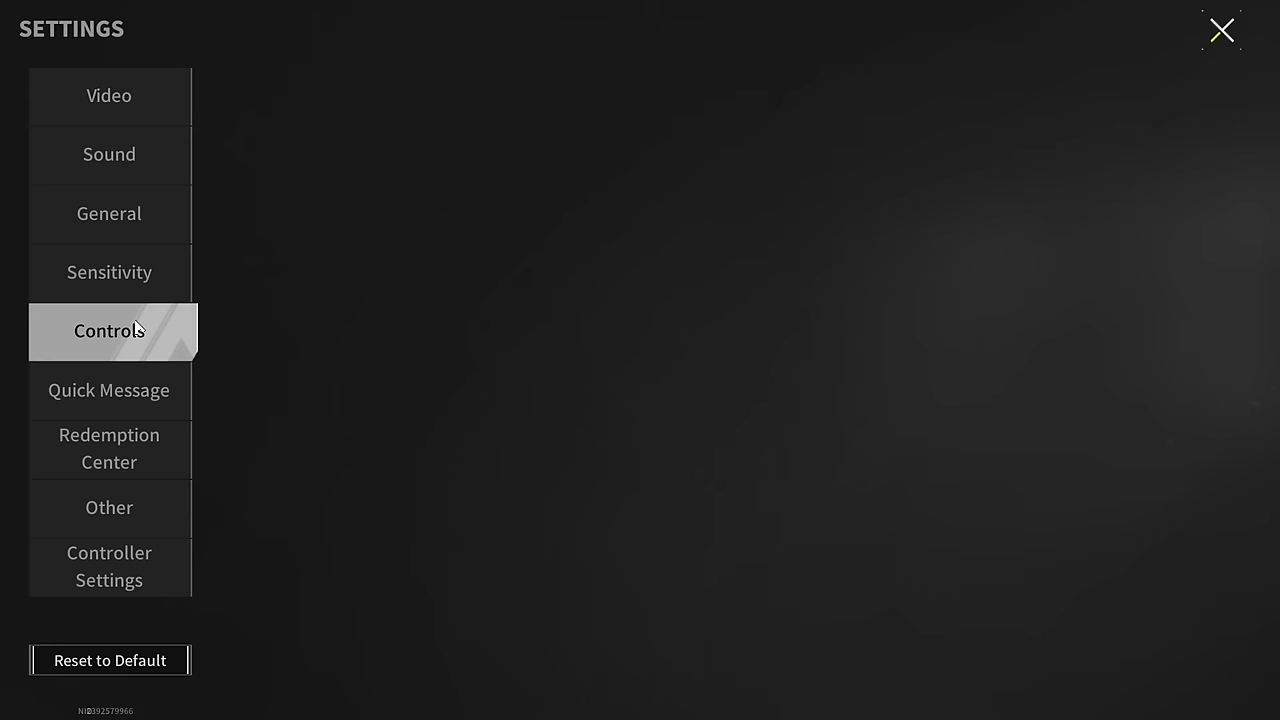 SETTINGS
Video
Sound
General
Sensitivity
Controls
Quick Message
Redemption
Center
Other
Controller
Settings
Reset to Default